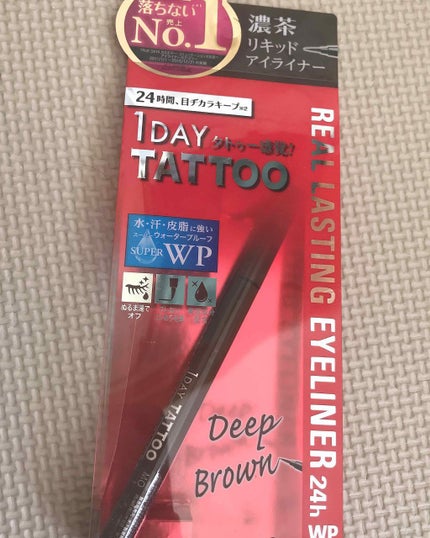 落ちない
売上
No.1
濃茶
リキッド
アイライナー
24時間、目ヂカラキープ※2
1DAY タトゥー感覚!
TATTOO
水・汗・皮脂に強い
スーパーウォータープルーフ
SUPER WP
ぬるま湯で
オフ
REAL LASTING EYELINER 24h WP
1DAY TATTOO
Deep
Brown